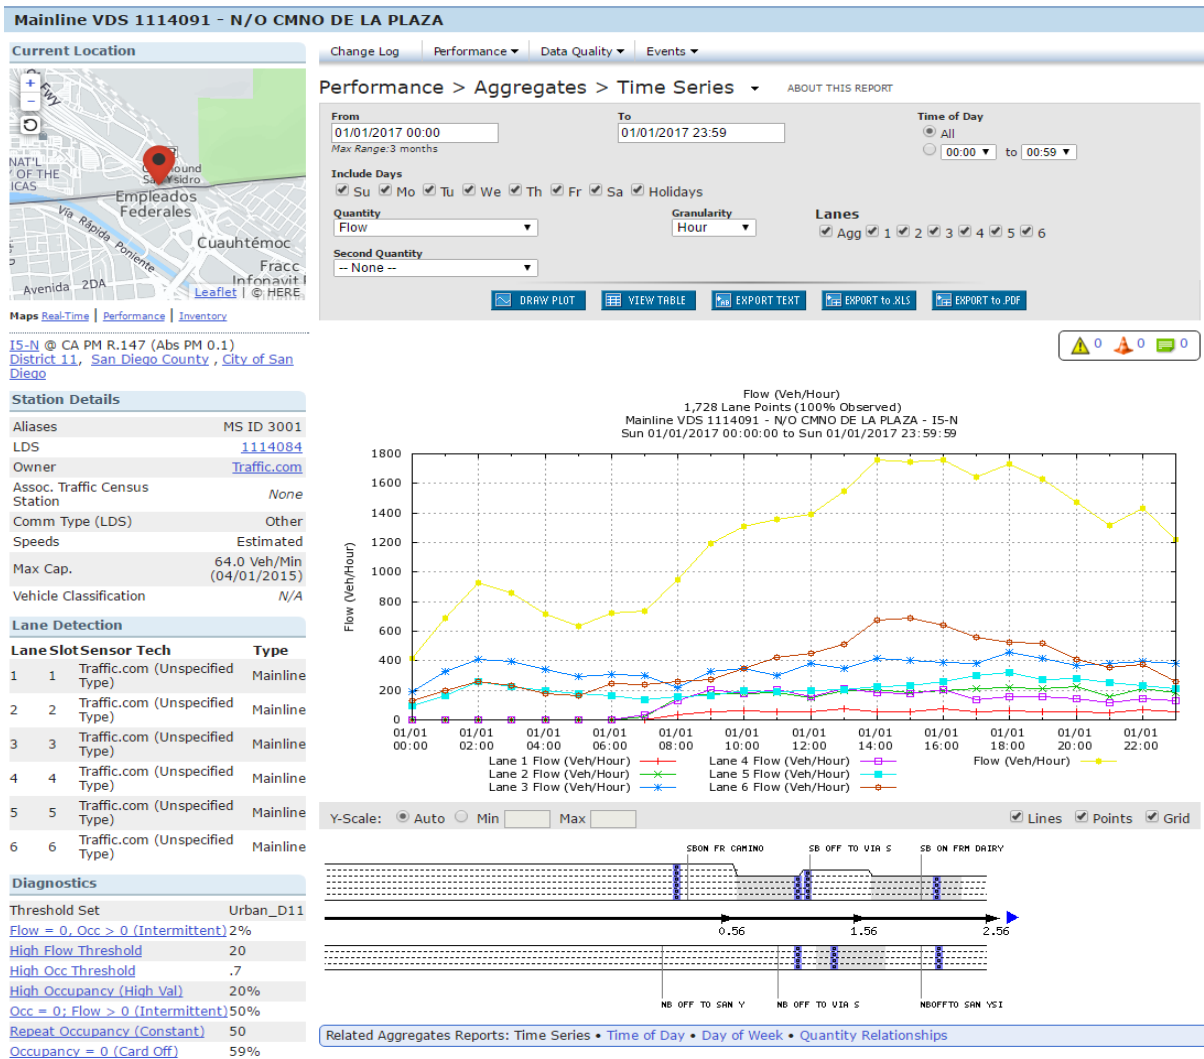 Mainline VDS 1114091 - N/O CMNO DE LA PLAZA
Current Location
+
−
Fwy
NAT'L
OF THE
ICAS
Empleados
Federales
Vía Rápida Poniente
Cuauhtémoc
Fracc
Infonavit
Avenida 2DA
Leaflet | © HERE
Maps Real-Time | Performance | Inventory
I5-N @ CA PM R.147 (Abs PM 0.1)
District 11, San Diego County , City of San
Diego
Station Details
Aliases MS ID 3001
LDS 1114084
Owner Traffic.com
Assoc. Traffic Census
Station None
Comm Type (LDS) Other
Speeds Estimated
Max Cap. 64.0 Veh/Min
(04/01/2015)
Vehicle Classification N/A
Lane Detection
Lane Slot Sensor Tech Type
1 1 Traffic.com (Unspecified
Type) Mainline
2 2 Traffic.com (Unspecified
Type) Mainline
3 3 Traffic.com (Unspecified
Type) Mainline
4 4 Traffic.com (Unspecified
Type) Mainline
5 5 Traffic.com (Unspecified
Type) Mainline
6 6 Traffic.com (Unspecified
Type) Mainline
Diagnostics
Threshold Set Urban_D11
Flow = 0, Occ > 0 (Intermittent) 2%
High Flow Threshold 20
High Occ Threshold .7
High Occupancy (High Val) 20%
Occ = 0; Flow > 0 (Intermittent) 50%
Repeat Occupancy (Constant) 50
Occupancy = 0 (Card Off) 59%
Change Log Performance Data Quality Events
Performance > Aggregates > Time Series ABOUT THIS REPORT
From To Time of Day
01/01/2017 00:00 01/01/2017 23:59 All
Max Range:3 months 00:00 to 00:59
Include Days
Su Mo Tu We Th Fr Sa Holidays
Quantity Granularity Lanes
Flow Hour Agg 1 2 3 4 5 6
Second Quantity
-- None --
DRAW PLOT VIEW TABLE EXPORT TEXT EXPORT to .XLS EXPORT to .PDF
0 0 0
Flow (Veh/Hour)
1,728 Lane Points (100% Observed)
Mainline VDS 1114091 - N/O CMNO DE LA PLAZA - I5-N
Sun 01/01/2017 00:00:00 to Sun 01/01/2017 23:59:59
Flow (Veh/Hour)
1800
1600
1400
1200
1000
800
600
400
200
0
01/01 01/01 01/01 01/01 01/01 01/01 01/01 01/01 01/01 01/01 01/01 01/01
00:00 02:00 04:00 06:00 08:00 10:00 12:00 14:00 16:00 18:00 20:00 22:00
Lane 1 Flow (Veh/Hour) Lane 4 Flow (Veh/Hour) Flow (Veh/Hour)
Lane 2 Flow (Veh/Hour) Lane 5 Flow (Veh/Hour)
Lane 3 Flow (Veh/Hour) Lane 6 Flow (Veh/Hour)
Y-Scale: Auto Min Max Lines Points Grid
SBON FR CAMINO SB OFF TO VIA S SB ON FRM DAIRY
0.56 1.56 2.56
NB OFF TO SAN Y NB OFF TO VIA S NBOFFTO SAN YSI
Related Aggregates Reports: Time Series • Time of Day • Day of Week • Quantity Relationships